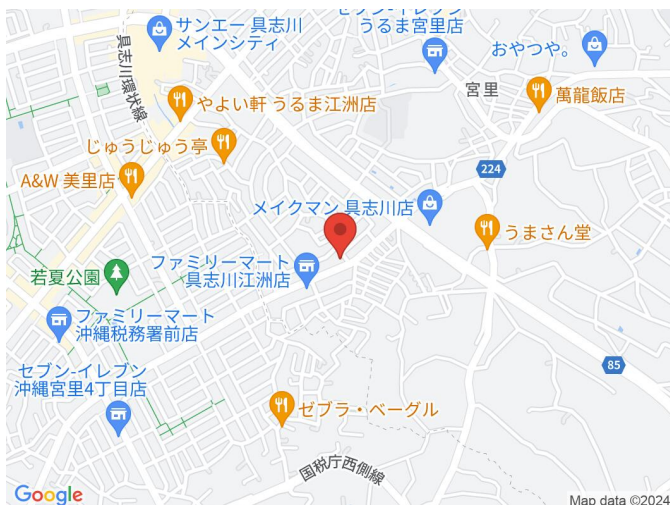 サンエー 具志川
メインシティ
セブン-イレブン
うるま宮里店
おやつや。
具志川環状線
宮里
萬龍飯店
やよい軒 うるま江洲店
じゅうじゅう亭
224
A&W 美里店
メイクマン 具志川店
うまさん堂
ファミリーマート
具志川江洲店
若夏公園
ファミリーマート
沖縄税務署前店
85
セブン-イレブン
沖縄宮里4丁目店
ゼブラ・ベーグル
国税庁西側線
Google
Map data ©2024